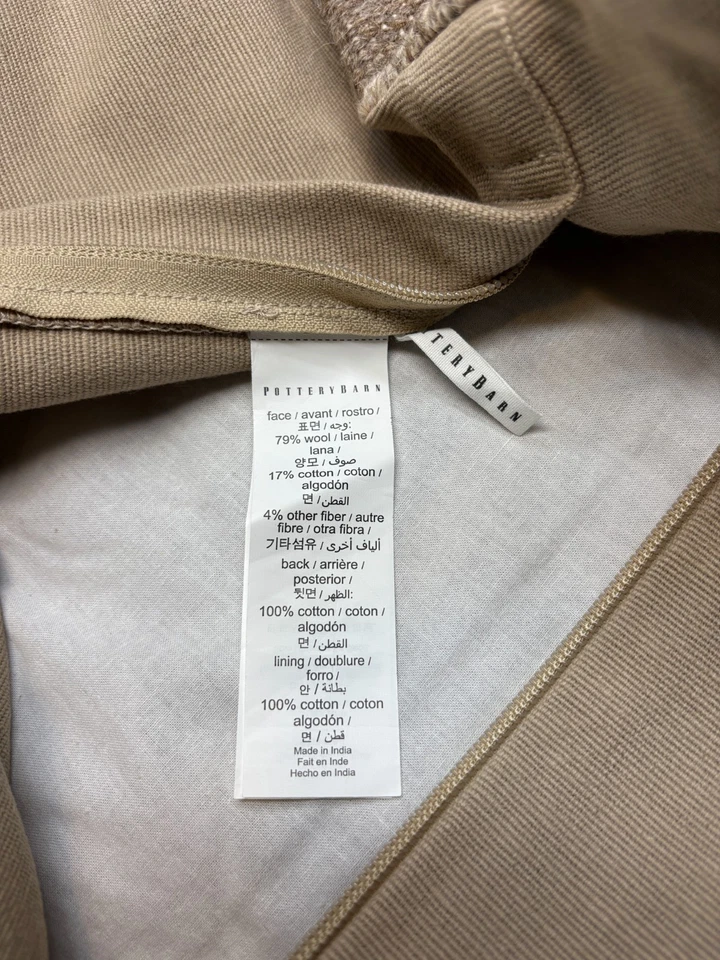 POTTERYBARN
face / avant / rostro /
표면 / وجه:
79% wool / laine /
lana /
양모 / صوف
17% cotton / coton /
algodón
면 / القطن
4% other fiber / autre
fibre / otra fibra /
기타섬유 / ألياف أخرى
back / arrière /
posterior /
뒷면 / الظهر:
100% cotton / coton /
algodón
면 / القطن
lining / doublure /
forro /
안 / بطانة
100% cotton / coton
algodón /
면 / قطن
Made in India
Fait en Inde
Hecho en India
TERYBARN